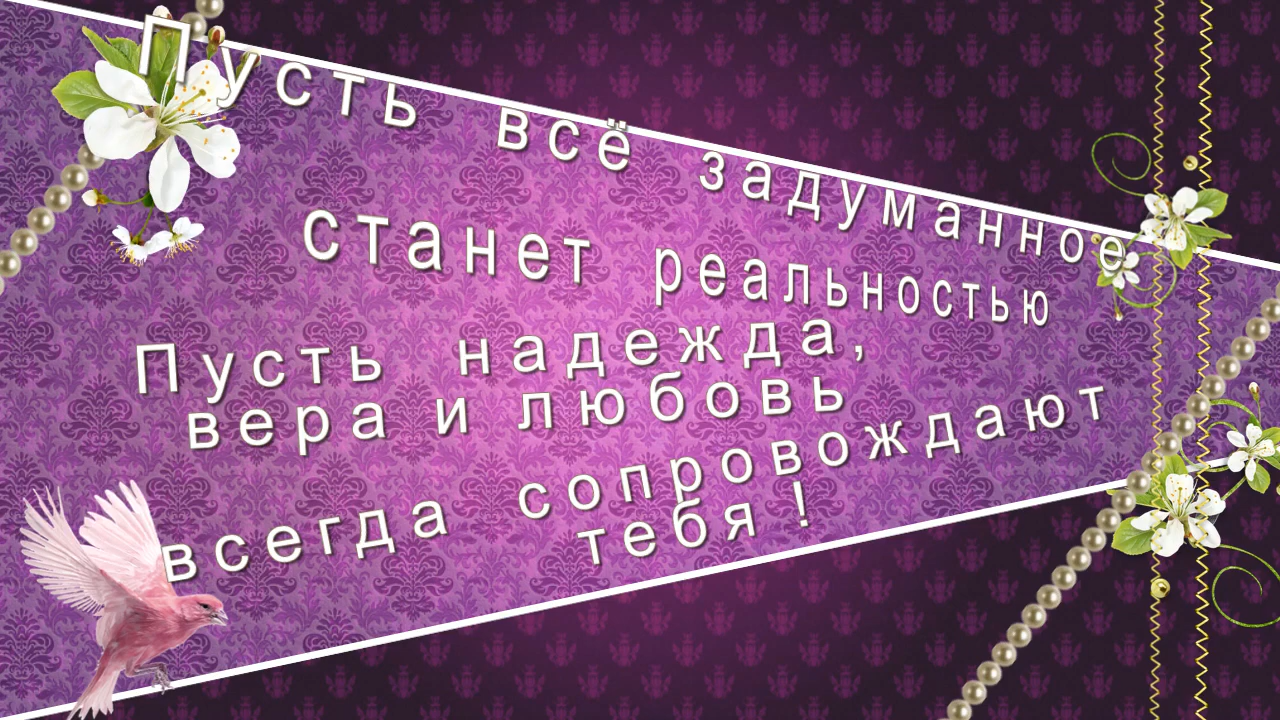 Пусть всё задуманное
станет реальностью
Пусть надежда,
вера и любовь
всегда сопровождают
тебя!